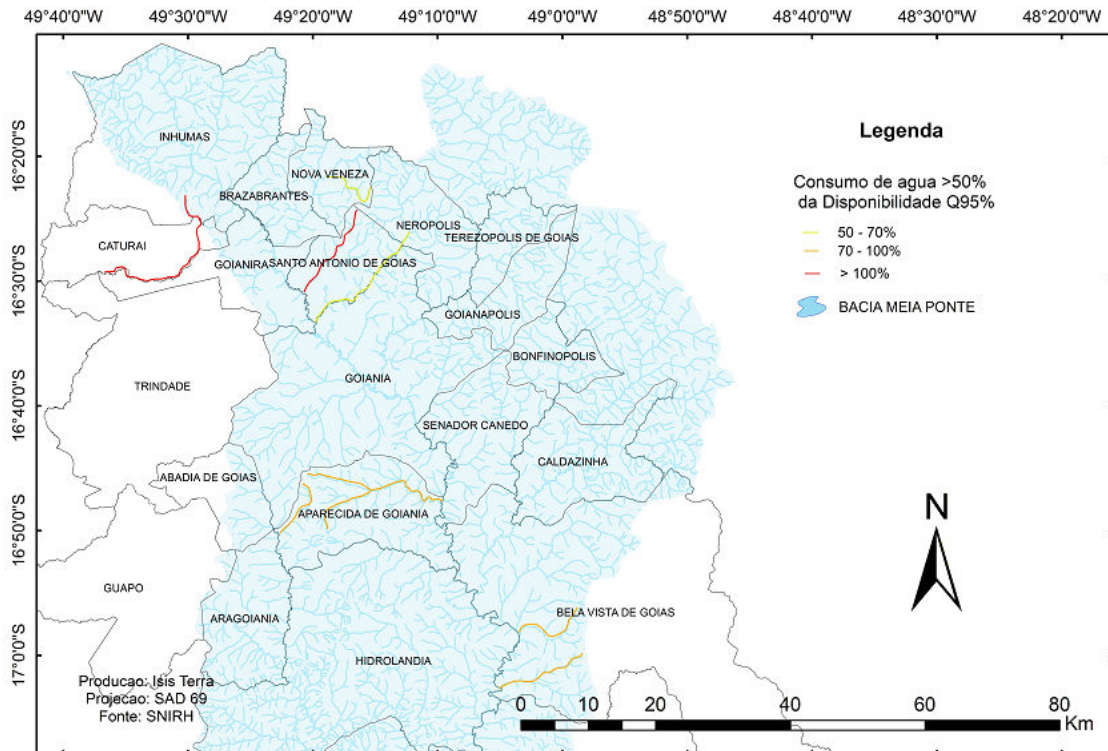 49°40'0"W 49°30'0"W 49°20'0"W 49°10'0"W 49°0'0"W 48°50'0"W 48°40'0"W 48°30'0"W 48°20'0"W
16°20'0"S
16°30'0"S
16°40'0"S
16°50'0"S
17°0'0"S
INHUMAS
NOVA VENEZA
BRAZABRANTES
NEROPOLIS
CATURAI
TEREZOPOLIS DE GOIAS
GOIANIRA
SANTO ANTONIO DE GOIAS
GOIANAPOLIS
BONFINOPOLIS
TRINDADE
GOIANIA
SENADOR CANEDO
CALDAZINHA
ABADIA DE GOIAS
APARECIDA DE GOIANIA
GUAPO
ARAGOIANIA
BELA VISTA DE GOIAS
HIDROLANDIA
Legenda
Consumo de agua >50%
da Disponibilidade Q95%
50 - 70%
70 - 100%
> 100%
BACIA MEIA PONTE
N
Producao: Isis Terra
Projecao: SAD 69
Fonte: SNIRH
0 10 20 40 60 80
Km